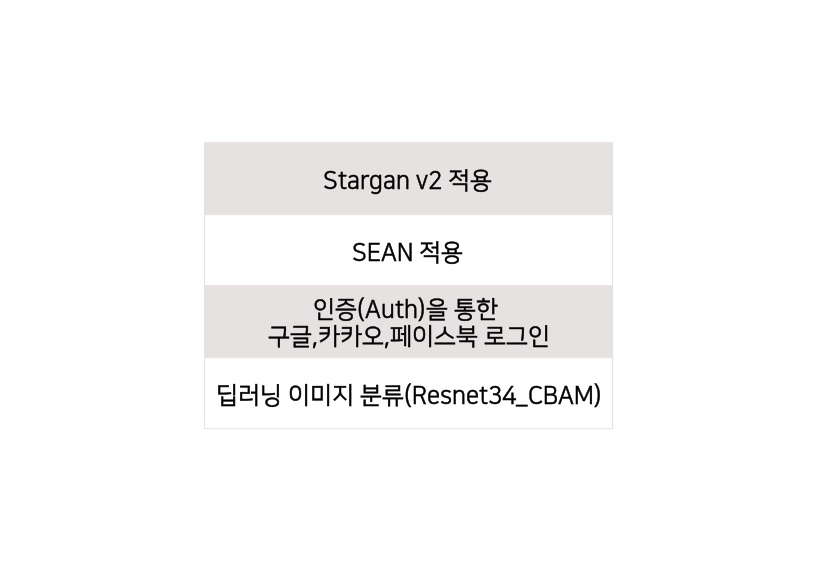 Stargan v2 적용
SEAN 적용
인증(Auth)을 통한
구글,카카오,페이스북 로그인
딥러닝 이미지 분류(Resnet34_CBAM)